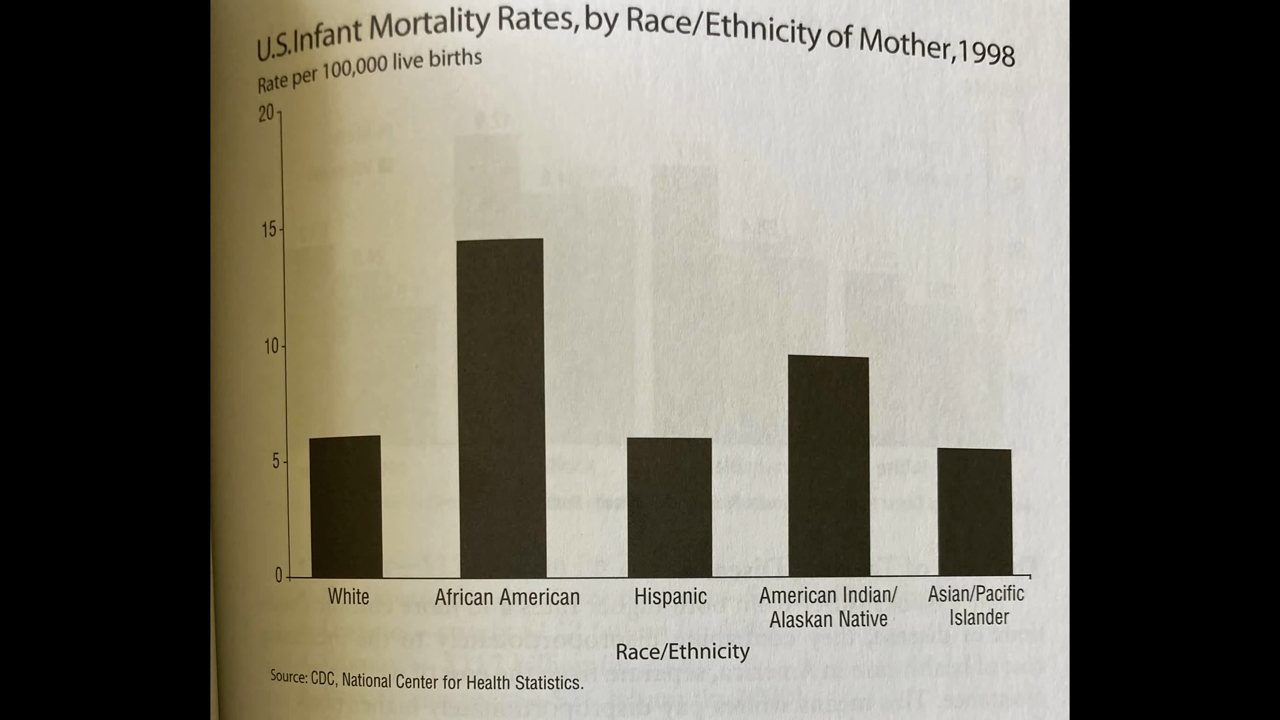 U.S.Infant Mortality Rates, by Race/Ethnicity of Mother,1998
Rate per 100,000 live births
20
15
10
5
0
White
African American
Hispanic
American Indian/
Alaskan Native
Asian/Pacific
Islander
Race/Ethnicity
Source: CDC, National Center for Health Statistics.